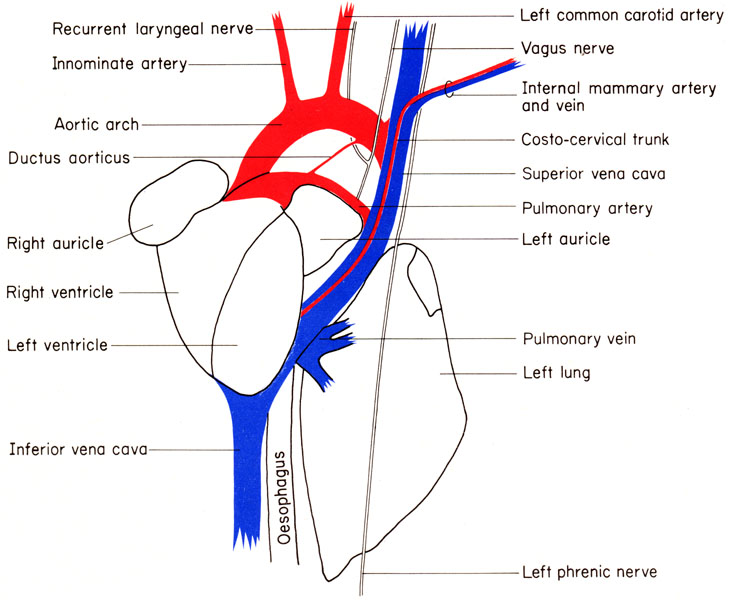 Recurrent laryngeal nerve
Innominate artery
Aortic arch
Ductus aorticus
Right auricle
Right ventricle
Left ventricle
Inferior vena cava
Oesophagus
Left common carotid artery
Vagus nerve
Internal mammary artery
and vein
Costo-cervical trunk
Superior vena cava
Pulmonary artery
Left auricle
Pulmonary vein
Left lung
Left phrenic nerve